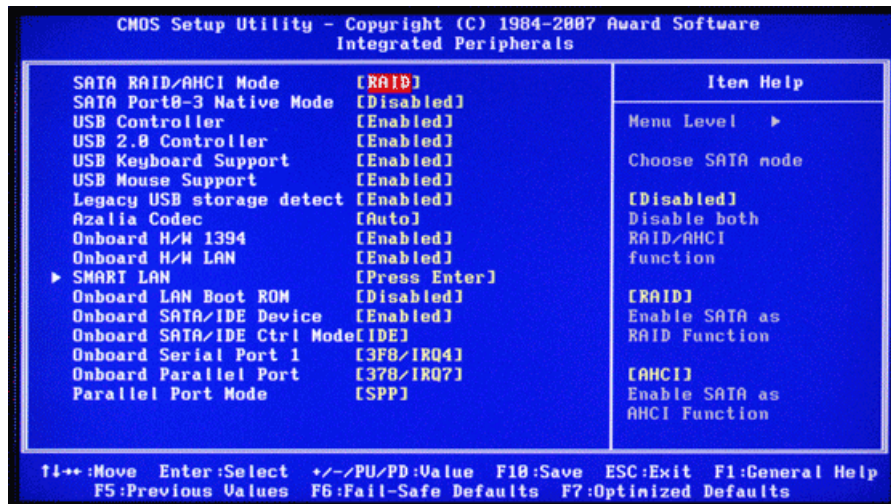 CMOS Setup Utility - Copyright (C) 1984-2007 Award Software
Integrated Peripherals
SATA RAID/AHCI Mode [RAID]
SATA Port0-3 Native Mode [Disabled]
USB Controller [Enabled]
USB 2.0 Controller [Enabled]
USB Keyboard Support [Enabled]
USB Mouse Support [Enabled]
Legacy USB storage detect [Enabled]
Azalia Codec [Auto]
Onboard H/W 1394 [Enabled]
Onboard H/W LAN [Enabled]
► SMART LAN [Press Enter]
Onboard LAN Boot ROM [Disabled]
Onboard SATA/IDE Device [Enabled]
Onboard SATA/IDE Ctrl Mode[IDE]
Onboard Serial Port 1 [3F8/IRQ4]
Onboard Parallel Port [378/IRQ7]
Parallel Port Mode [SPP]
Item Help
Menu Level ►
Choose SATA mode
[Disabled]
Disable both
RAID/AHCI
function
[RAID]
Enable SATA as
RAID Function
[AHCI]
Enable SATA as
AHCI Function
↑↓→←:Move Enter:Select +/-/PU/PD:Value F10:Save ESC:Exit F1:General Help
F5:Previous Values F6:Fail-Safe Defaults F7:Optimized Defaults